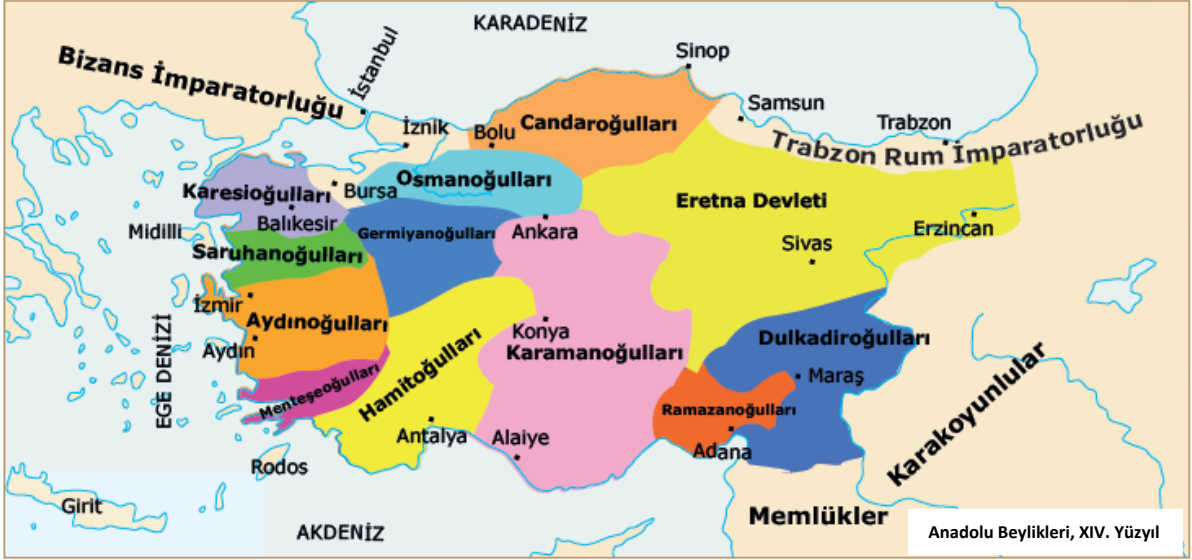 KARADENİZ
Bizans İmparatorluğu
İstanbul
Sinop
Samsun
Trabzon
Trabzon Rum İmparatorluğu
İznik
Bolu
Candaroğulları
Karesioğulları
Bursa
Osmanoğulları
Eretna Devleti
Balıkesir
Midilli
Germiyanoğulları
Ankara
Erzincan
Sivas
Saruhanoğulları
İzmir
Aydınoğulları
Aydın
EGE DENİZİ
Konya
Karamanoğulları
Dulkadiroğulları
Maraş
Menteşeoğulları
Hamitoğulları
Ramazanoğulları
Karakoyunlular
Antalya
Alaiye
Adana
Rodos
Girit
AKDENİZ
Memlükler
Anadolu Beylikleri, XIV. Yüzyıl